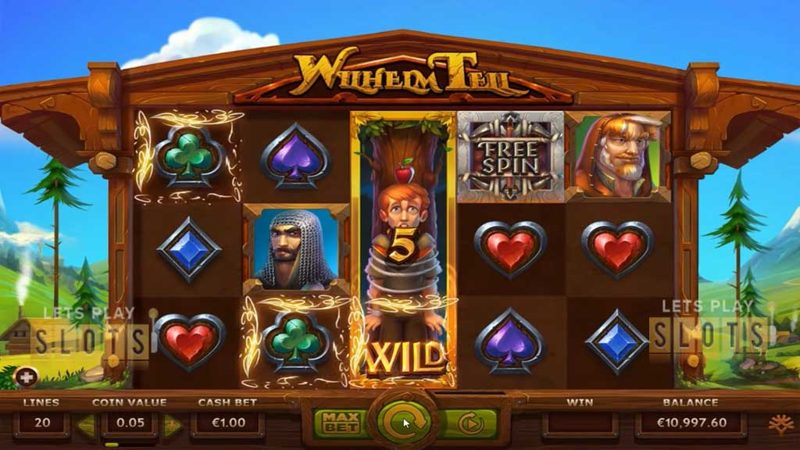 WILHELM TELL
FREE
SPIN
5
WILD
LETS PLAY
SLOTS
LETS PLAY
SLOTS
LINES
COIN VALUE
CASH BET
MAX
BET
WIN
BALANCE
20
0.05
€1.00
€10,997.60